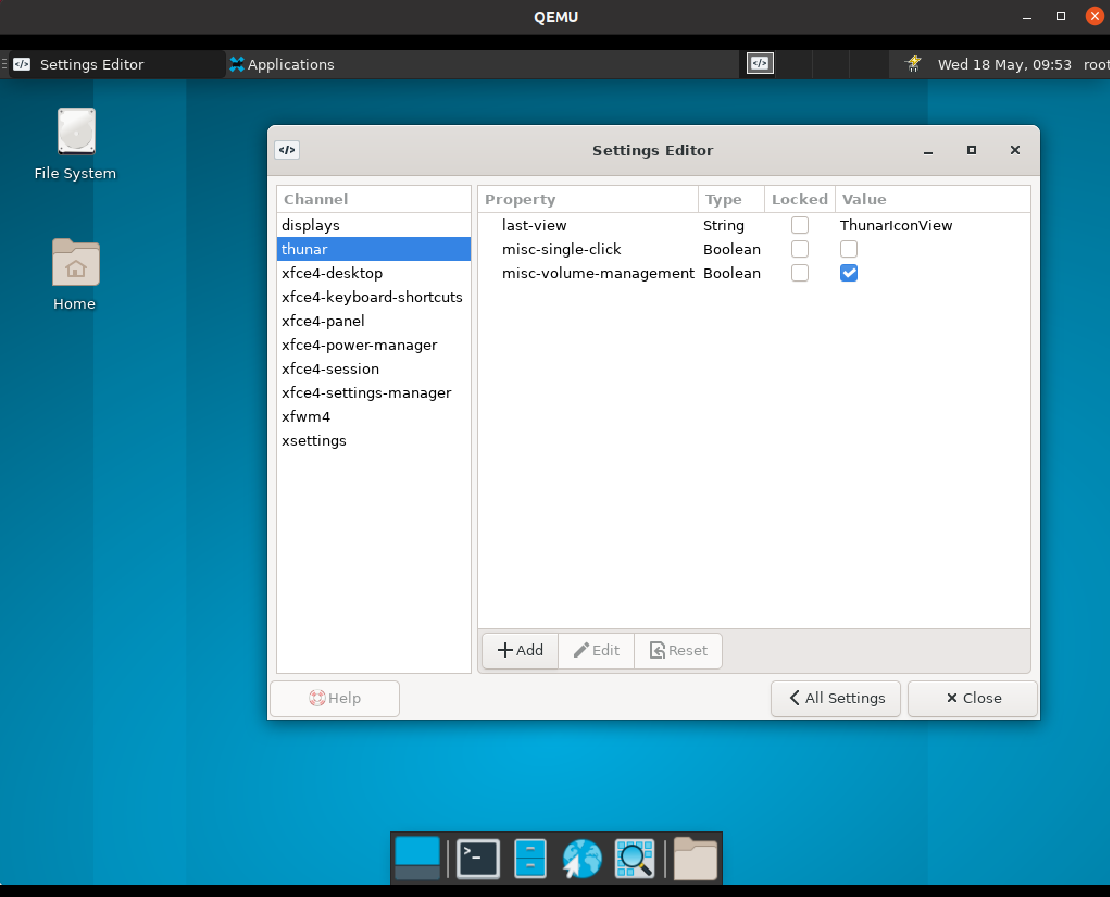 QEMU
Settings Editor
Applications
Wed 18 May, 09:53 root
File System
Home
Settings Editor
Channel
displays
thunar
xfce4-desktop
xfce4-keyboard-shortcuts
xfce4-panel
xfce4-power-manager
xfce4-session
xfce4-settings-manager
xfwm4
xsettings
Property Type Locked Value
last-view String ThunarIconView
misc-single-click Boolean
misc-volume-management Boolean
Add Edit Reset
Help All Settings Close